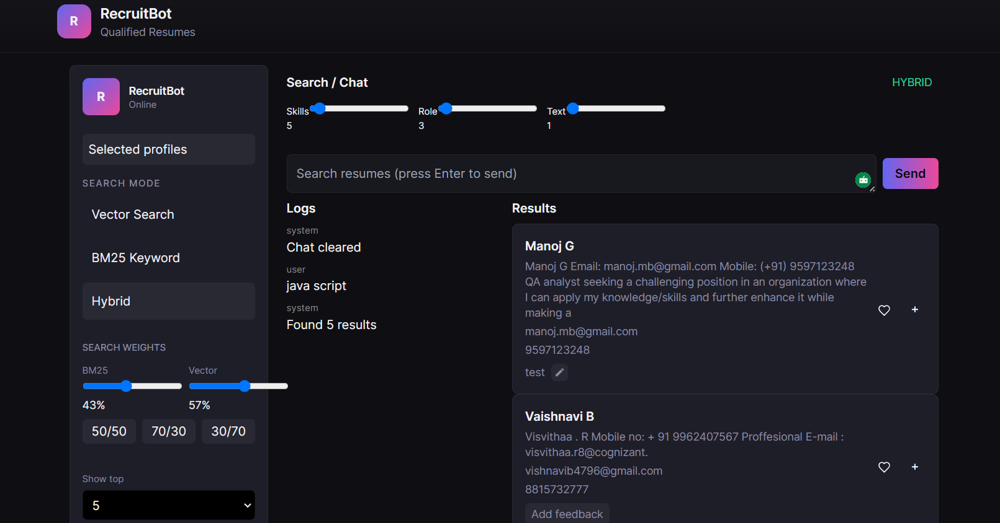 R
RecruitBot
Qualified Resumes
R
RecruitBot
Online
Selected profiles
SEARCH MODE
Vector Search
BM25 Keyword
Hybrid
SEARCH WEIGHTS
BM25 Vector
43% 57%
50/50 70/30 30/70
Show top
5
Search / Chat
HYBRID
Skills Role Text
5 3 1
Search resumes (press Enter to send)
Send
Logs
system
Chat cleared
user
java script
system
Found 5 results
Results
Manoj G
Manoj G Email: manoj.mb@gmail.com Mobile: (+91) 9597123248
QA analyst seeking a challenging position in an organization where
I can apply my knowledge/skills and further enhance it while
making a
manoj.mb@gmail.com
9597123248
test
+
Vaishnavi B
Visvithaa . R Mobile no: + 91 9962407567 Proffesional E-mail :
visvithaa.r8@cognizant.
vishnavib4796@gmail.com
8815732777
Add feedback
+